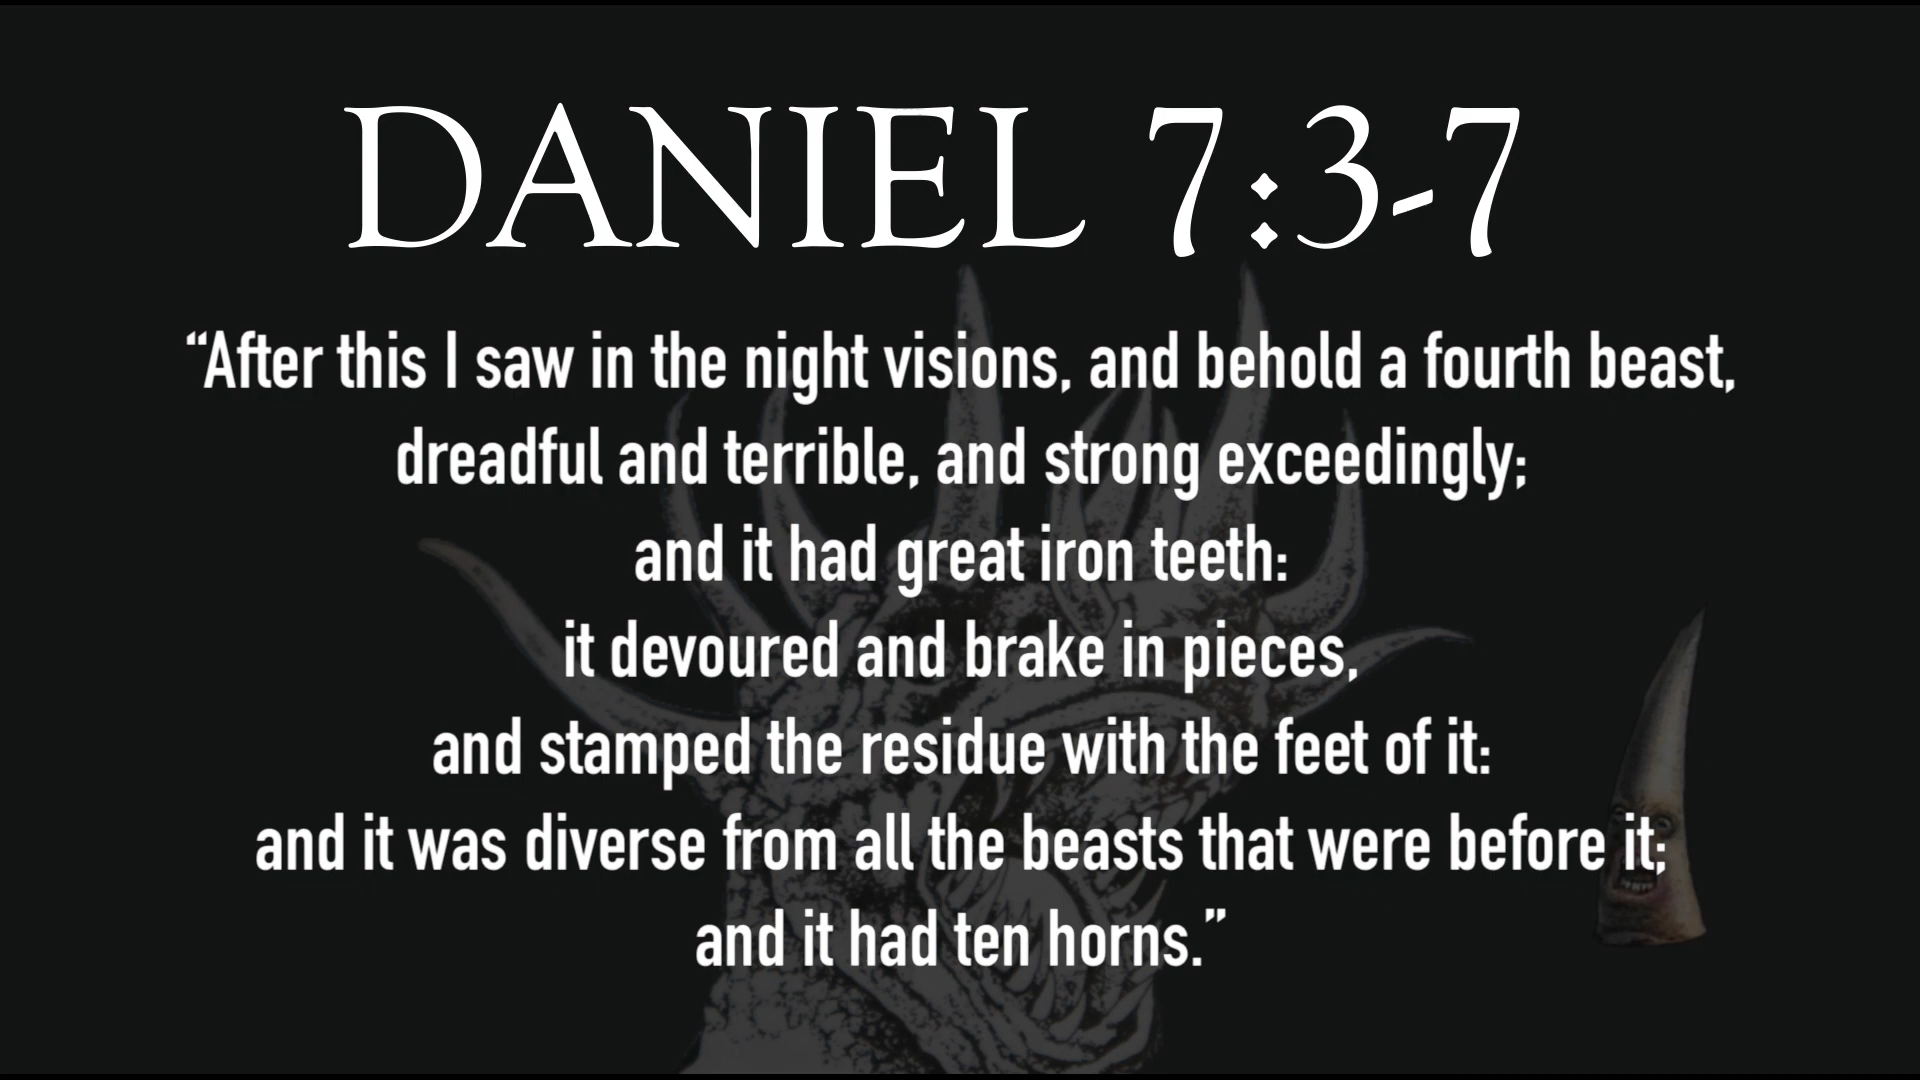 DANIEL 7:3-7
“After this I saw in the night visions, and behold a fourth beast,
dreadful and terrible, and strong exceedingly;
and it had great iron teeth:
it devoured and brake in pieces,
and stamped the residue with the feet of it:
and it was diverse from all the beasts that were before it;
and it had ten horns.”